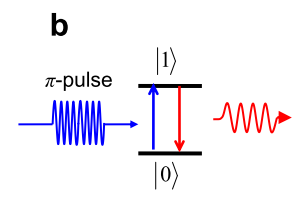 b
|1⟩
π-pulse
|0⟩